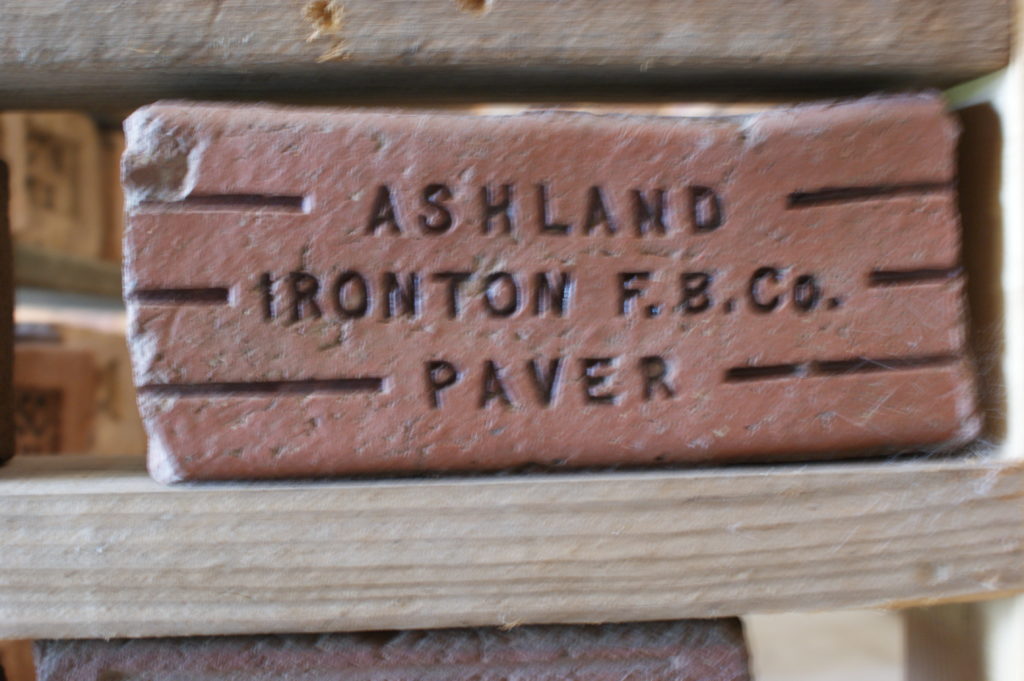 ASHLAND
IRONTON F.B.Co.
PAVER